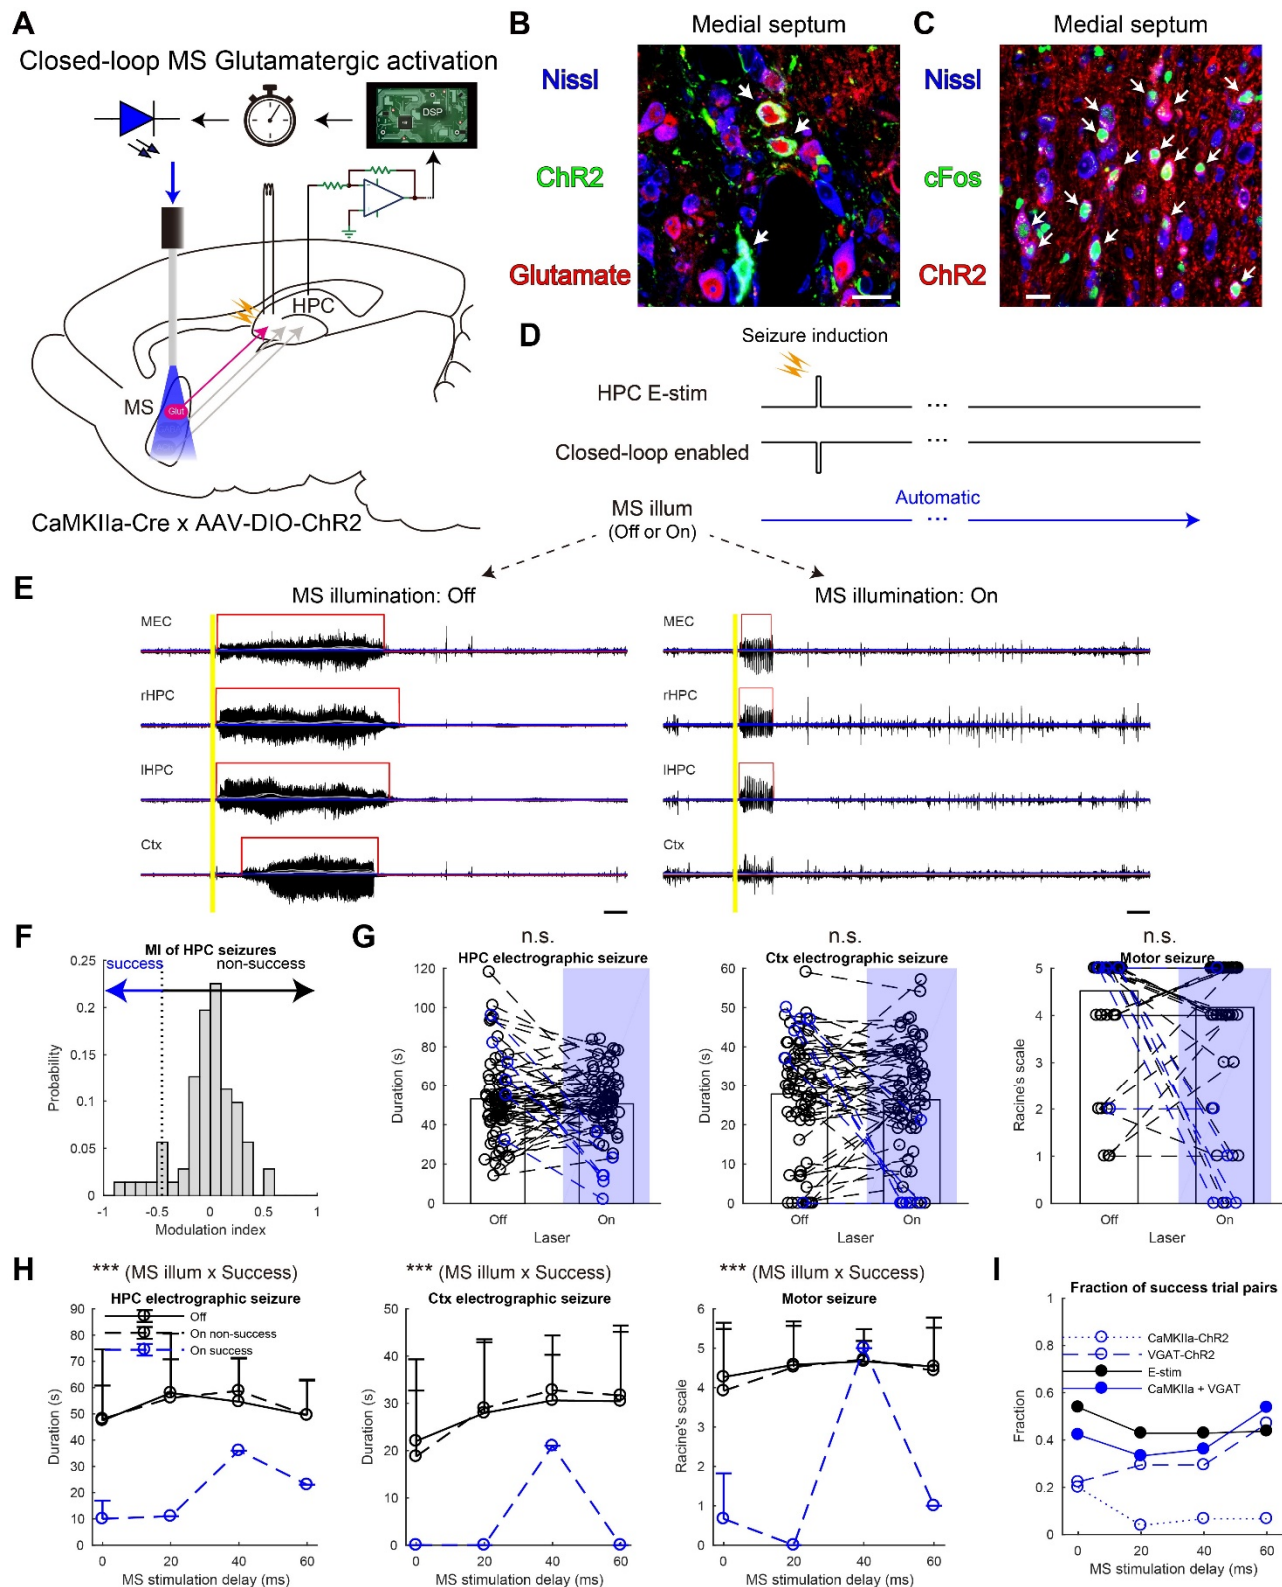 A
Closed-loop MS Glutamatergic activation
DSP
HPC
MS
Glut
CaMKIIa-Cre x AAV-DIO-ChR2
B
Medial septum
Nissl
ChR2
Glutamate
C
Medial septum
Nissl
cFos
ChR2
D
Seizure induction
HPC E-stim
...
Closed-loop enabled
...
MS illum
(Off or On)
Automatic
...
E
MS illumination: Off
MEC
rHPC
lHPC
Ctx
MS illumination: On
MEC
rHPC
lHPC
Ctx
F
MI of HPC seizures
success
non-success
0.25
0.2
0.15
0.1
0.05
0
Probability
-1
-0.5
0
0.5
1
Modulation index
G
n.s.
HPC electrographic seizure
120
100
80
60
40
20
0
Duration (s)
Off
On
Laser
n.s.
Ctx electrographic seizure
60
50
40
30
20
10
0
Duration (s)
Off
On
Laser
n.s.
Motor seizure
5
4
3
2
1
0
Racine's scale
Off
On
Laser
H
*** (MS illum x Success)
HPC electrographic seizure
Off
On non-success
On success
90
80
70
60
50
40
30
20
10
0
Duration (s)
0
20
40
60
MS stimulation delay (ms)
*** (MS illum x Success)
Ctx electrographic seizure
50
40
30
20
10
0
Duration (s)
0
20
40
60
MS stimulation delay (ms)
*** (MS illum x Success)
Motor seizure
6
5
4
3
2
1
0
Racine's scale
0
20
40
60
MS stimulation delay (ms)
I
Fraction of success trial pairs
CaMKIIa-ChR2
VGAT-ChR2
E-stim
CaMKIIa + VGAT
1
0.8
0.6
0.4
0.2
0
Fraction
0
20
40
60
MS stimulation delay (ms)